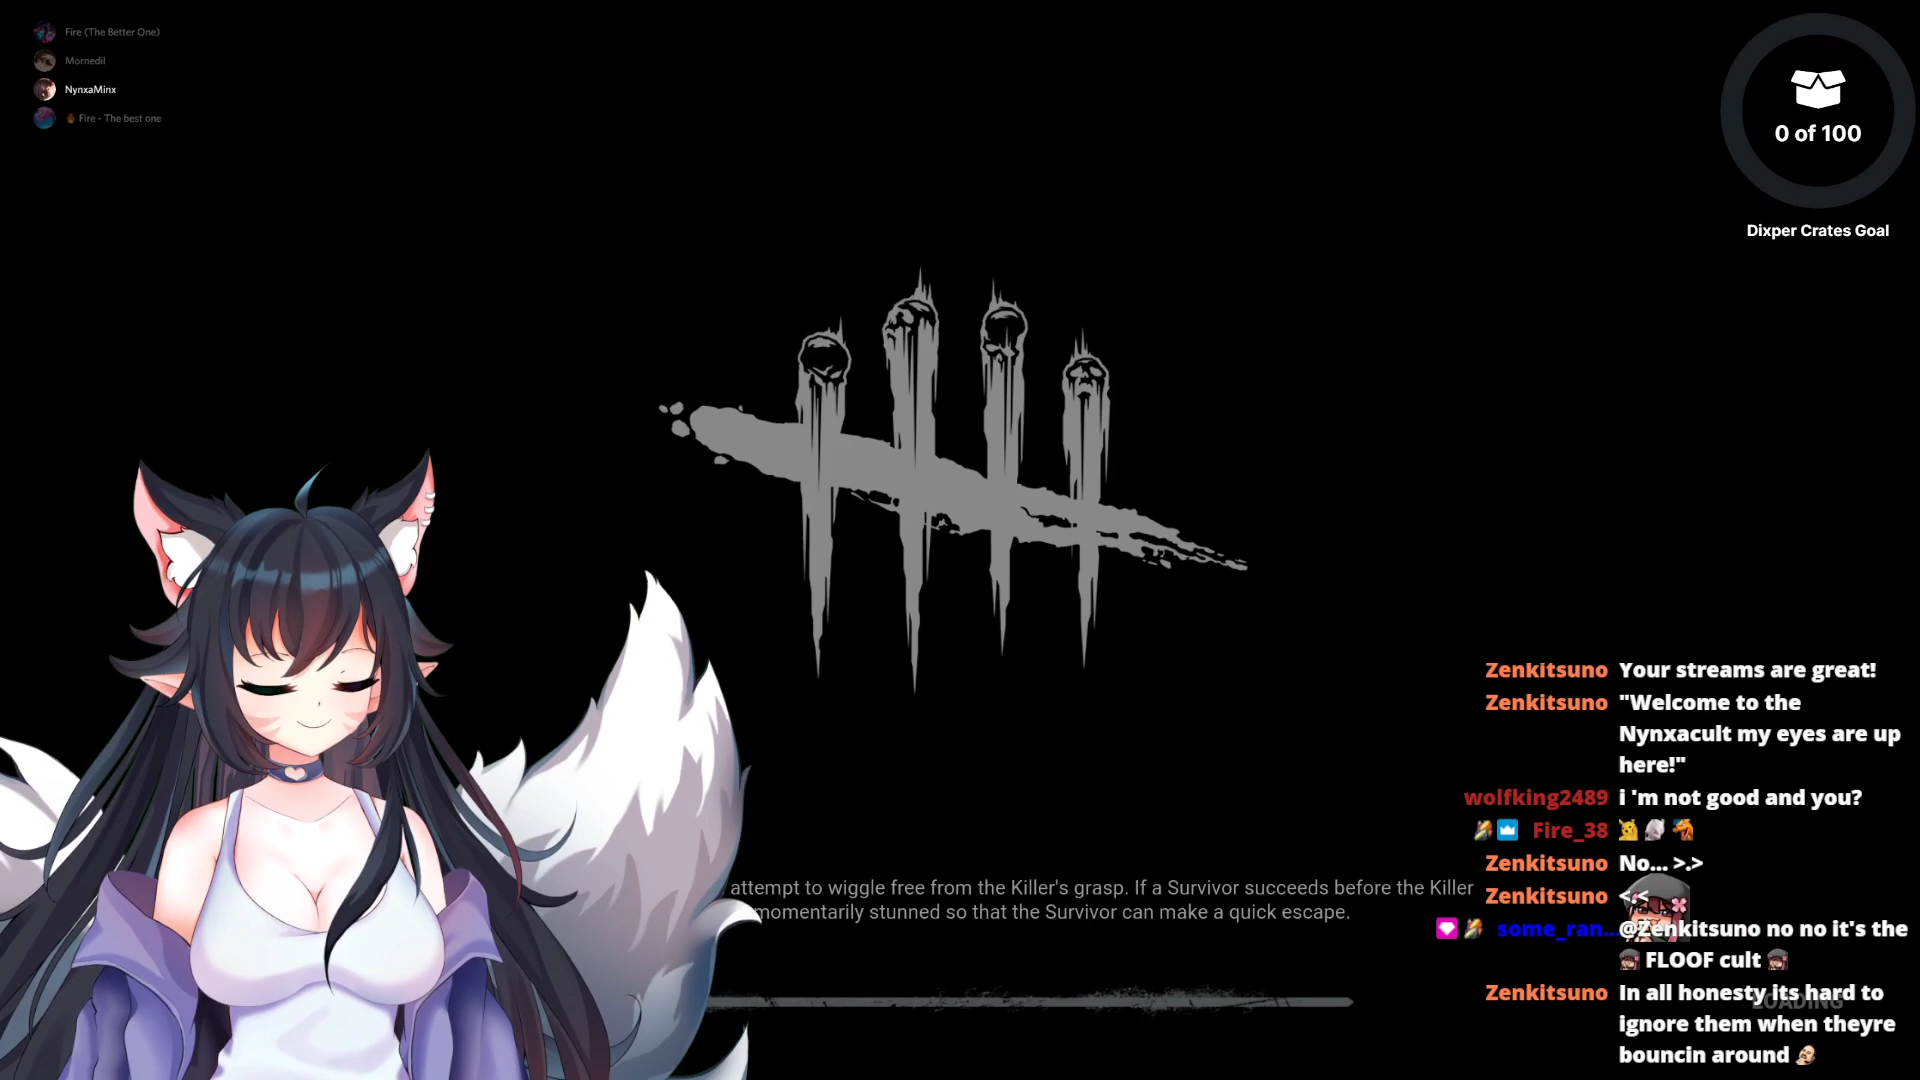 Fire (The Better One)
Mornedil
NynxaMinx
Fire - The best one
0 of 100
Dixper Crates Goal
attempt to wiggle free from the Killer's grasp. If a Survivor succeeds before the Killer
momentarily stunned so that the Survivor can make a quick escape.
LOADING
Zenkitsuno Your streams are great!
Zenkitsuno "Welcome to the
Nynxacult my eyes are up
here!"
wolfking2489 i 'm not good and you?
Fire_38
Zenkitsuno No... >.>
Zenkitsuno <<
some_ran... @Zenkitsuno no no it's the
FLOOF cult
Zenkitsuno In all honesty its hard to
ignore them when theyre
bouncin around